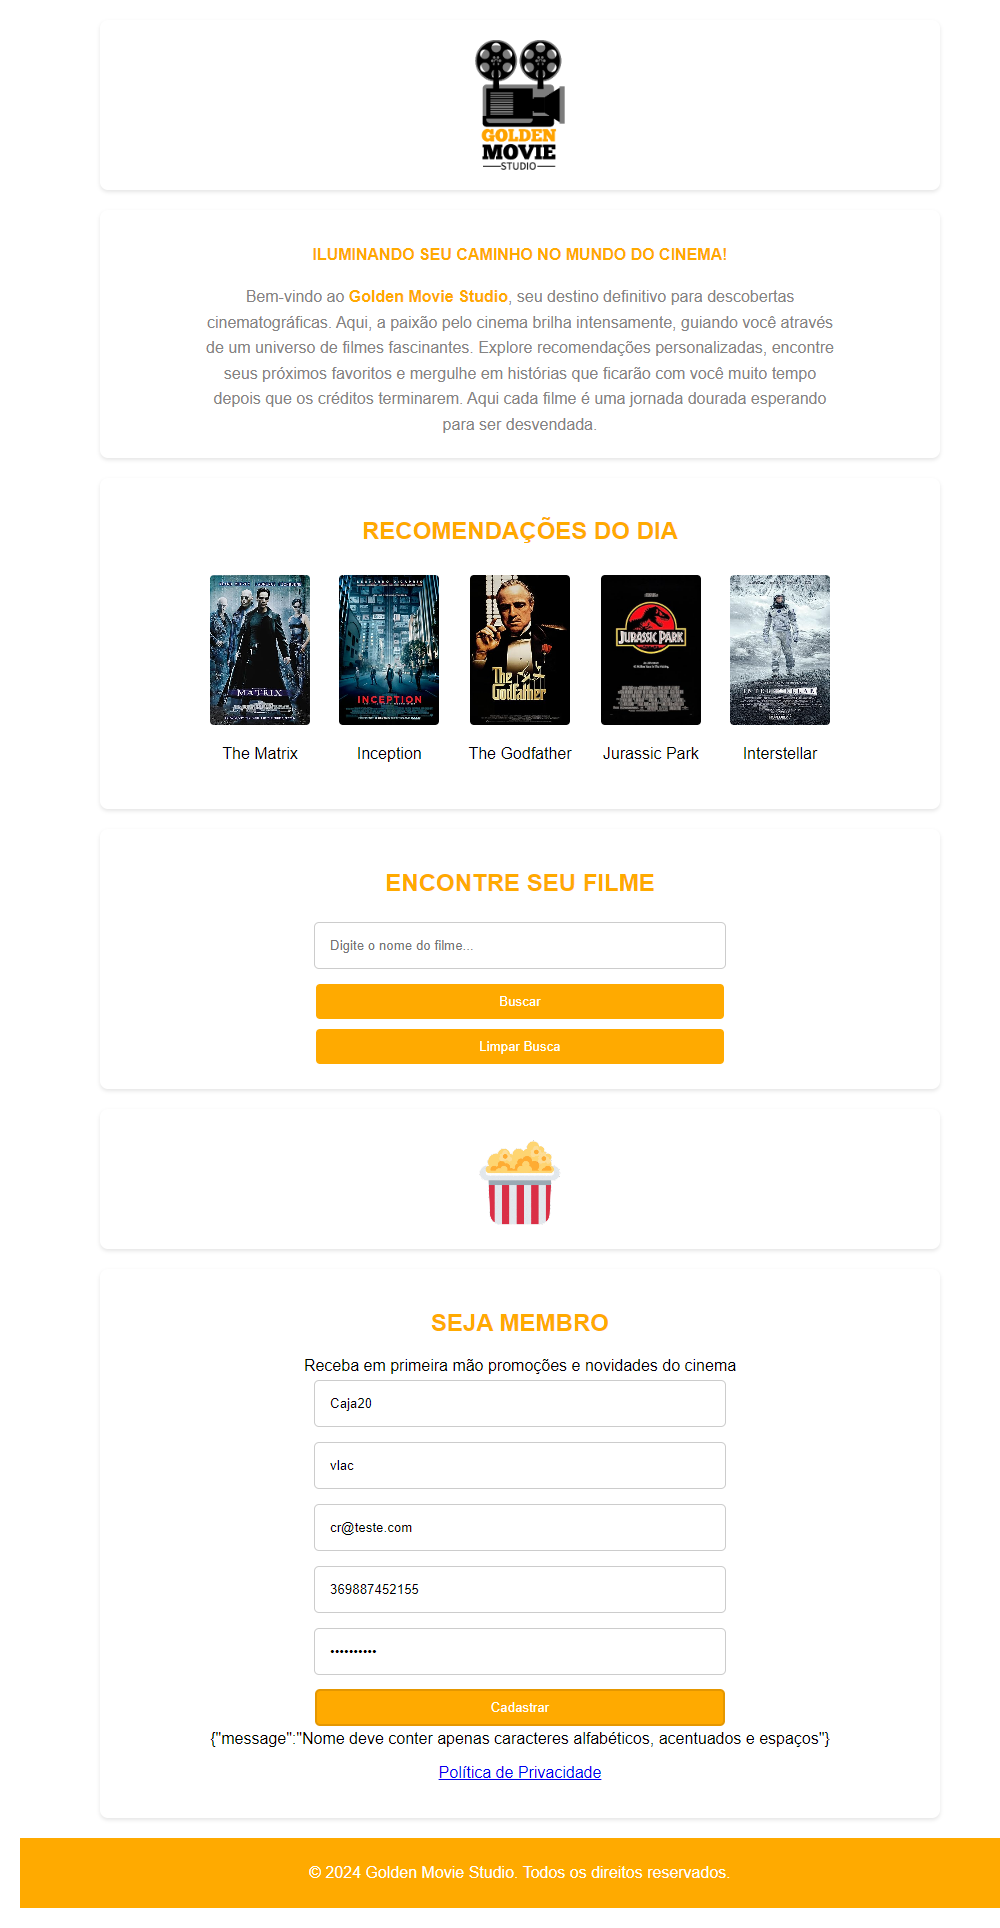 GOLDEN
MOVIE
STUDIO
ILUMINANDO SEU CAMINHO NO MUNDO DO CINEMA!
Bem-vindo ao Golden Movie Studio, seu destino definitivo para descobertas
cinematográficas. Aqui, a paixão pelo cinema brilha intensamente, guiando você através
de um universo de filmes fascinantes. Explore recomendações personalizadas, encontre
seus próximos favoritos e mergulhe em histórias que ficarão com você muito tempo
depois que os créditos terminarem. Aqui cada filme é uma jornada dourada esperando
para ser desvendada.
RECOMENDAÇÕES DO DIA
MATRIX
INCEPTION
The
Godfather
JURASSIC PARK
INTERSTELLAR
The Matrix
Inception
The Godfather
Jurassic Park
Interstellar
ENCONTRE SEU FILME
Digite o nome do filme...
Buscar
Limpar Busca
SEJA MEMBRO
Receba em primeira mão promoções e novidades do cinema
Caja20
vlac
cr@teste.com
369887452155
••••••••••
Cadastrar
{"message":"Nome deve conter apenas caracteres alfabéticos, acentuados e espaços"}
Política de Privacidade
© 2024 Golden Movie Studio. Todos os direitos reservados.